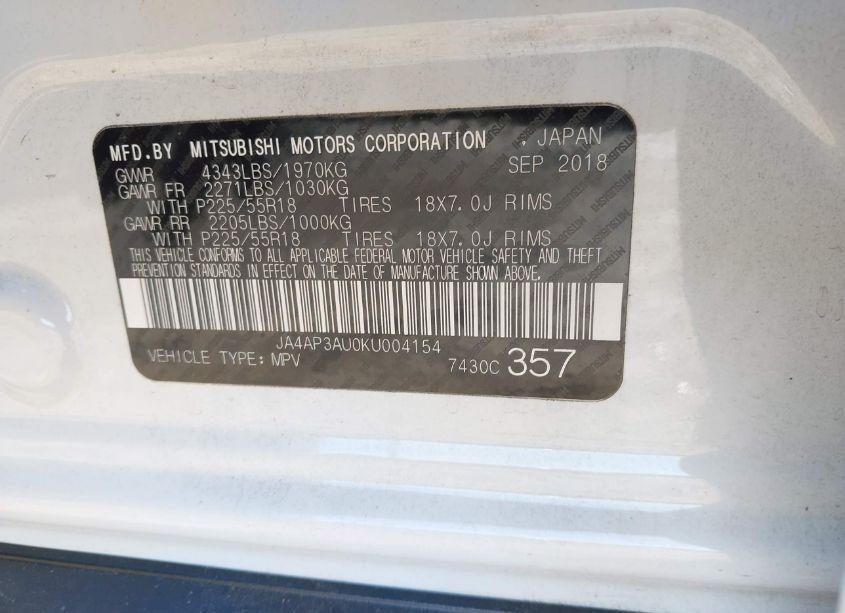 MFD.BY MITSUBISHI MOTORS CORPORATION , JAPAN
GVWR 4343LBS/1970KG SEP 2018
GAWR FR 2271LBS/1030KG
WITH P225/55R18 TIRES 18X7.0J RIMS
GAWR RR 2205LBS/1000KG
WITH P225/55R18 TIRES 18X7.0J RIMS
THIS VEHICLE CONFORMS TO ALL APPLICABLE FEDERAL MOTOR VEHICLE SAFETY AND THEFT
PREVENTION STANDARDS IN EFFECT ON THE DATE OF MANUFACTURE SHOWN ABOVE.
JA4AP3AU0KU004154
VEHICLE TYPE: MPV 7430C 357